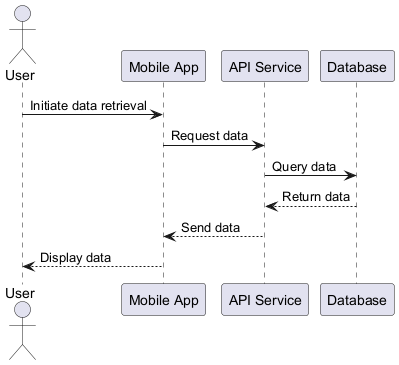 User
Mobile App
API Service
Database
Initiate data retrieval
Request data
Query data
Return data
Send data
Display data
User
Mobile App
API Service
Database